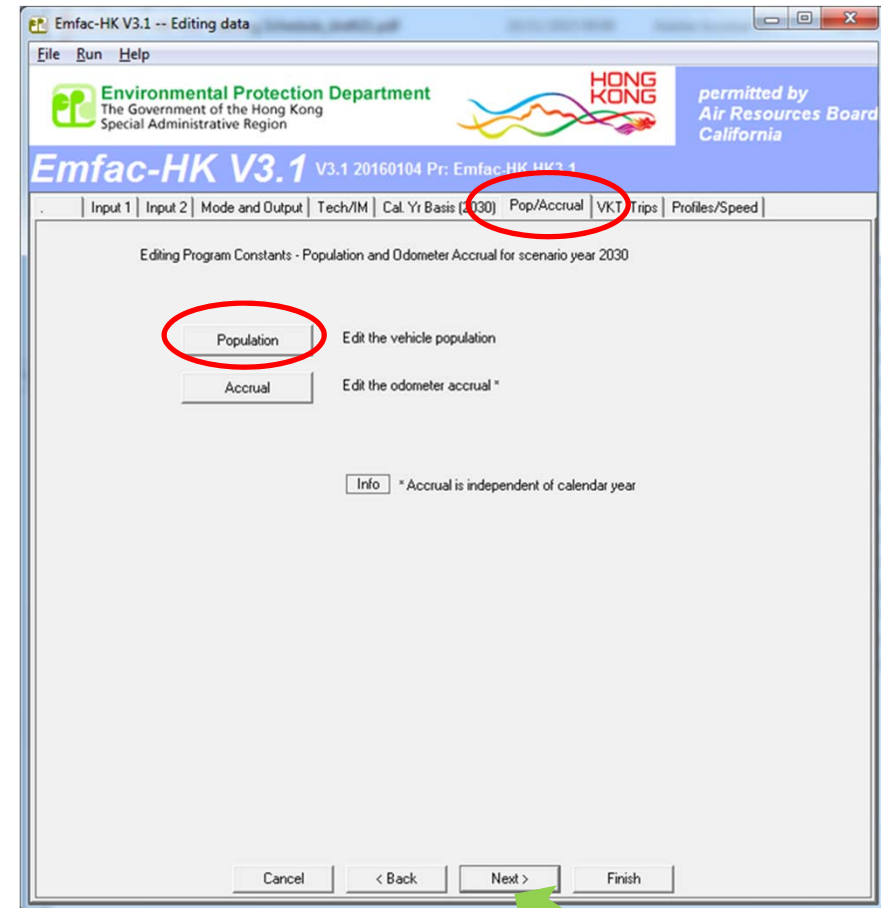 Emfac-HK V3.1 -- Editing data
File Run Help
Environmental Protection Department
The Government of the Hong Kong
Special Administrative Region
HONG
KONG
permitted by
Air Resources Board
California
Emfac-HK V3.1 V3.1 20160104 Pr: Emfac-HK HK3.1
. Input 1 Input 2 Mode and Output Tech/IM Cal. Yr Basis (2030) Pop/Accrual VKT/Trips Profiles/Speed
Editing Program Constants - Population and Odometer Accrual for scenario year 2030
Population Edit the vehicle population
Accrual Edit the odometer accrual *
Info * Accrual is independent of calendar year
Cancel < Back Next > Finish